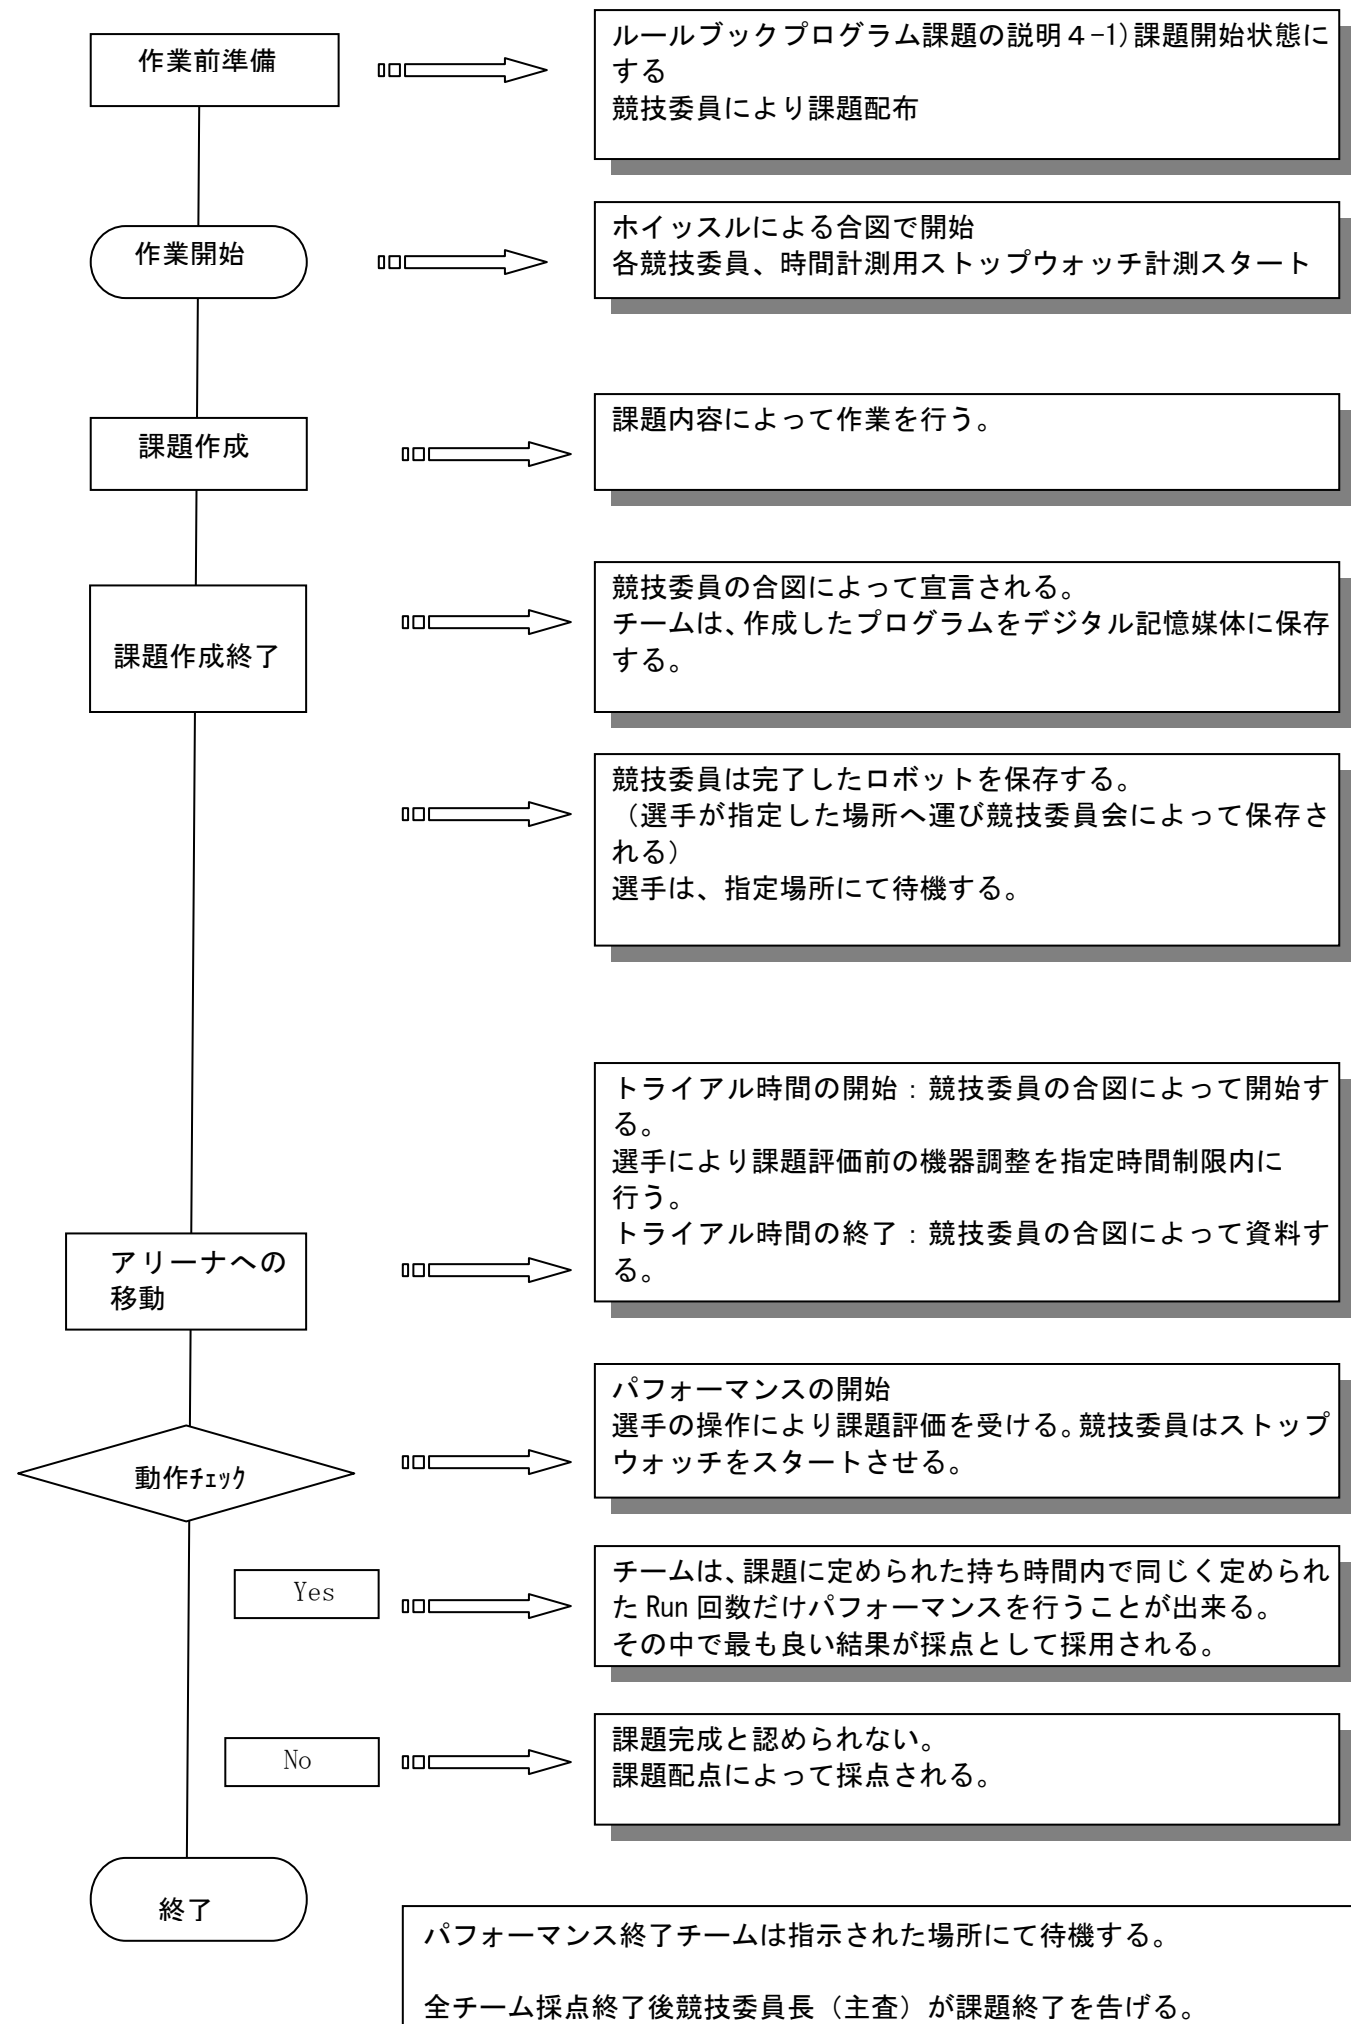 作業前準備
ルールブックプログラム課題の説明４-1)課題開始状態に
する
競技委員により課題配布
作業開始
ホイッスルによる合図で開始
各競技委員、時間計測用ストップウォッチ計測スタート
課題作成
課題内容によって作業を行う。
課題作成終了
競技委員の合図によって宣言される。
チームは、作成したプログラムをデジタル記憶媒体に保存
する。
競技委員は完了したロボットを保存する。
（選手が指定した場所へ運び競技委員会によって保存さ
れる）
選手は、指定場所にて待機する。
アリーナへの
移動
トライアル時間の開始：競技委員の合図によって開始す
る。
選手により課題評価前の機器調整を指定時間制限内に
行う。
トライアル時間の終了：競技委員の合図によって資料す
る。
動作ﾁｪｯｸ
パフォーマンスの開始
選手の操作により課題評価を受ける。競技委員はストップ
ウォッチをスタートさせる。
Yes
チームは、課題に定められた持ち時間内で同じく定められ
た Run 回数だけパフォーマンスを行うことが出来る。
その中で最も良い結果が採点として採用される。
No
課題完成と認められない。
課題配点によって採点される。
終了
パフォーマンス終了チームは指示された場所にて待機する。
全チーム採点終了後競技委員長（主査）が課題終了を告げる。